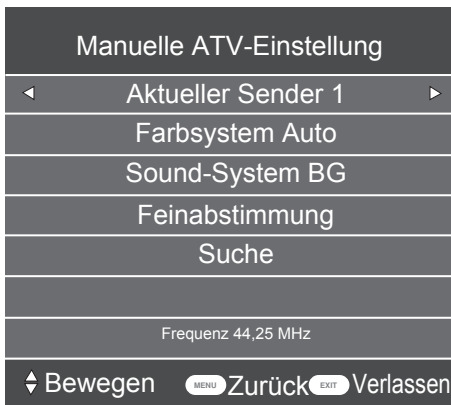 Manuelle ATV-Einstellung
Aktueller Sender 1
Farbsystem Auto
Sound-System BG
Feinabstimmung
Suche
Frequenz 44,25 MHz
Bewegen MENU Zurück EXIT Verlassen